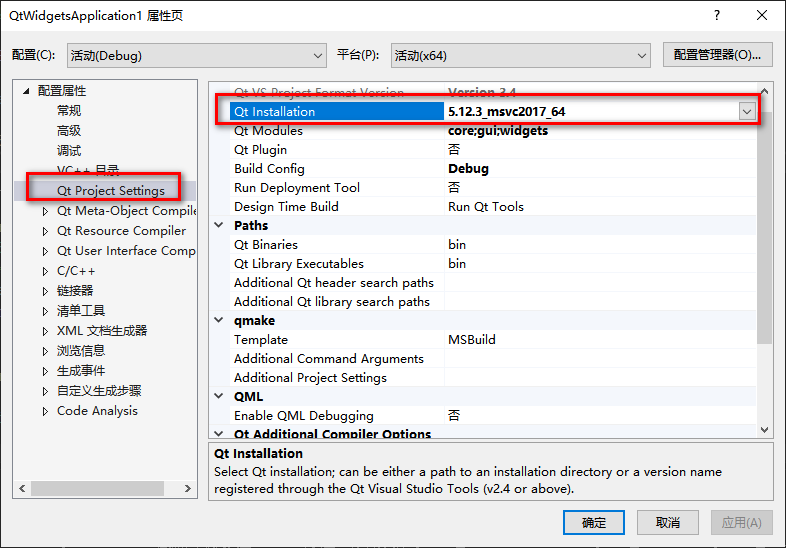 QtWidgetsApplication1 属性页
配置(C): 活动(Debug) 平台(P): 活动(x64) 配置管理器(O)...
配置属性
常规
高级
调试
VC++ 目录
Qt Project Settings
Qt Meta-Object Compile
Qt Resource Compiler
Qt User Interface Comp
C/C++
链接器
清单工具
XML 文档生成器
浏览信息
生成事件
自定义生成步骤
Code Analysis
Qt VS Project Format Version Version 3.4
Qt Installation 5.12.3_msvc2017_64
Qt Modules core;gui;widgets
Qt Plugin 否
Build Config Debug
Run Deployment Tool 否
Design Time Build Run Qt Tools
Paths
Qt Binaries bin
Qt Library Executables bin
Additional Qt header search paths
Additional Qt library search paths
qmake
Template MSBuild
Additional Command Arguments
Additional Project Settings
QML
Enable QML Debugging 否
Qt Additional Compiler Options
Qt Installation
Select Qt installation; can be either a path to an installation directory or a version name
registered through the Qt Visual Studio Tools (v2.4 or above).
确定 取消 应用(A)